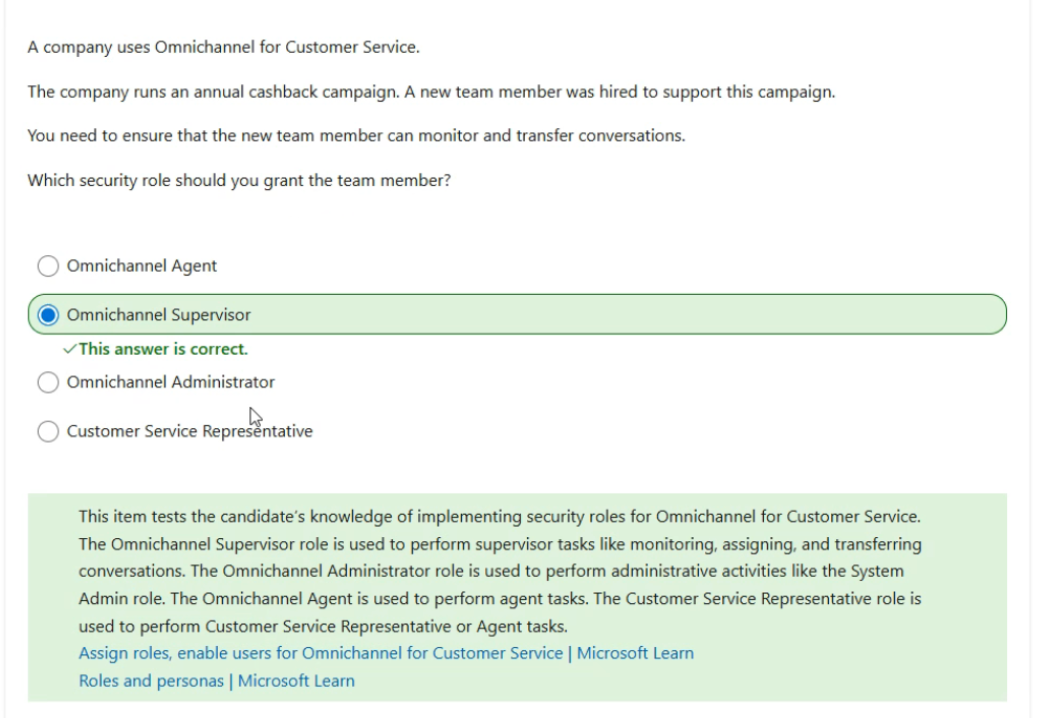 A company uses Omnichannel for Customer Service.
The company runs an annual cashback campaign. A new team member was hired to support this campaign.
You need to ensure that the new team member can monitor and transfer conversations.
Which security role should you grant the team member?
Omnichannel Agent
Omnichannel Supervisor
✓This answer is correct.
Omnichannel Administrator
Customer Service Representative
This item tests the candidate's knowledge of implementing security roles for Omnichannel for Customer Service.
The Omnichannel Supervisor role is used to perform supervisor tasks like monitoring, assigning, and transferring
conversations. The Omnichannel Administrator role is used to perform administrative activities like the System
Admin role. The Omnichannel Agent is used to perform agent tasks. The Customer Service Representative role is
used to perform Customer Service Representative or Agent tasks.
Assign roles, enable users for Omnichannel for Customer Service | Microsoft Learn
Roles and personas | Microsoft Learn